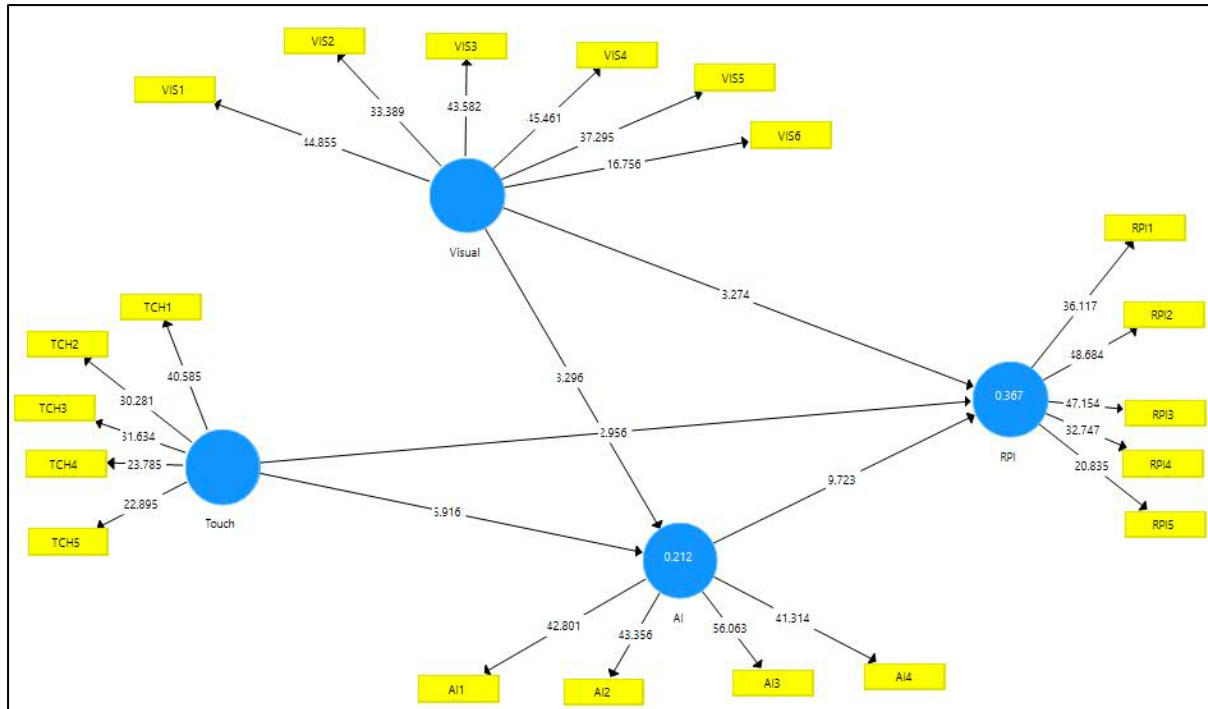 VIS3
VIS2
VIS4
VIS5
VIS1
VIS6
33.389
43.582
45.461
37.295
44.855
16.756
Visual
RPI1
TCH1
3.274
36.117
RPI2
TCH2
40.585
48.684
TCH3
30.281
3.296
0.367
47.154
RPI3
31.634
2.956
32.747
TCH4
23.785
RPI
RPI4
22.895
9.723
20.835
Touch
5.916
RPI5
TCH5
0.212
42.801
AI
43.356
56.063
41.314
AI1
AI2
AI3
AI4